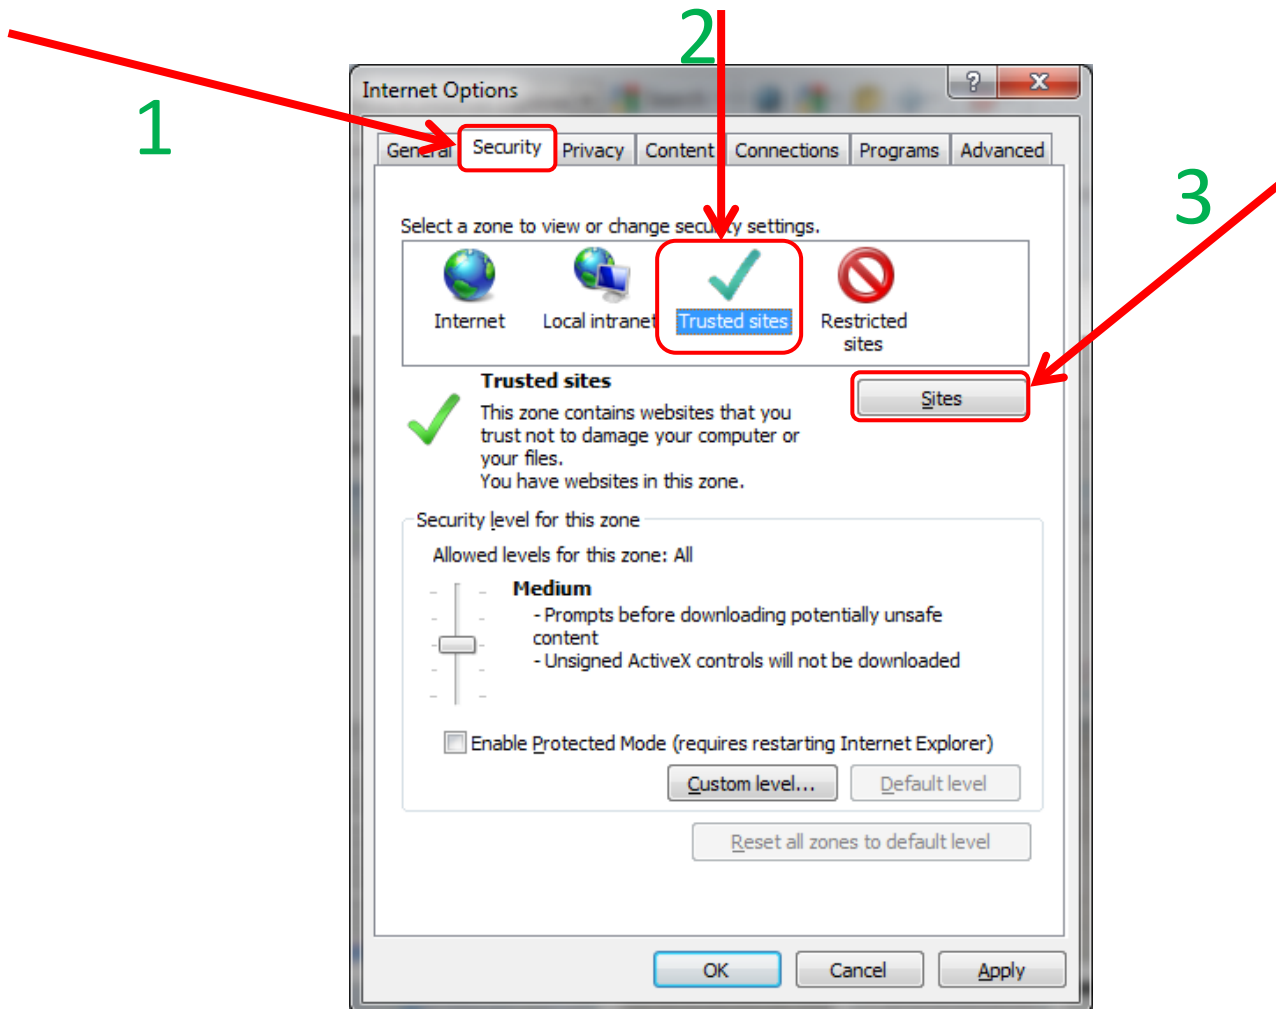 2
Internet Options
1
General Security Privacy Content Connections Programs Advanced
3
Select a zone to view or change security settings.
Internet Local intranet Trusted sites Restricted
sites
Trusted sites
Sites
This zone contains websites that you
trust not to damage your computer or
your files.
You have websites in this zone.
Security level for this zone
Allowed levels for this zone: All
Medium
- Prompts before downloading potentially unsafe
content
- Unsigned ActiveX controls will not be downloaded
Enable Protected Mode (requires restarting Internet Explorer)
Custom level... Default level
Reset all zones to default level
OK Cancel Apply